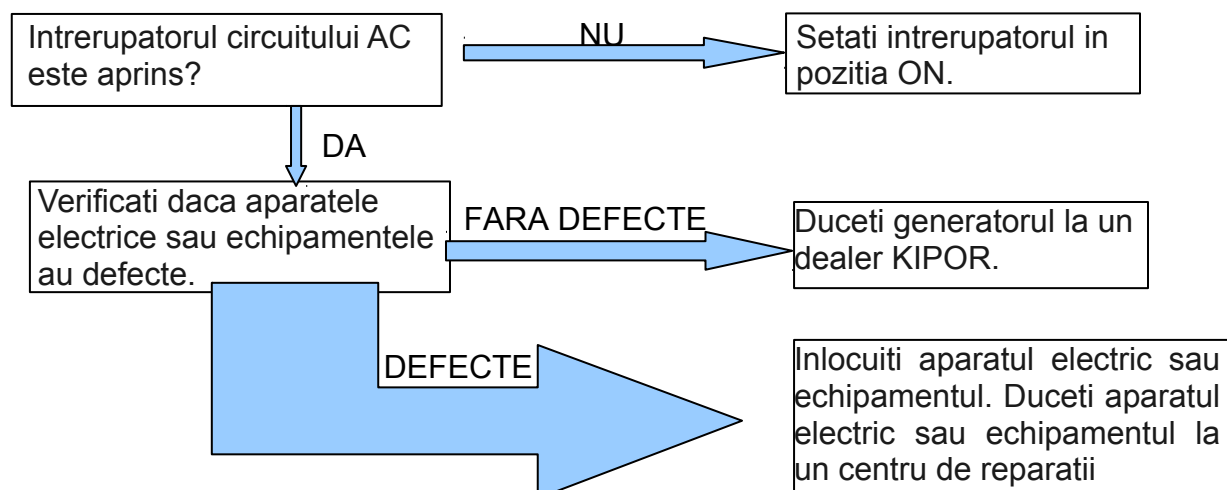 Intrerupatorul circuitului AC
este aprins?
NU
Setati intrerupatorul in
pozitia ON.
DA
Verificati daca aparatele
electrice sau echipamentele
au defecte.
FARA DEFECTE
Duceti generatorul la un
dealer KIPOR.
DEFECTE
Inlocuiti aparatul electric sau
echipamentul. Duceti aparatul
electric sau echipamentul la
un centru de reparatii